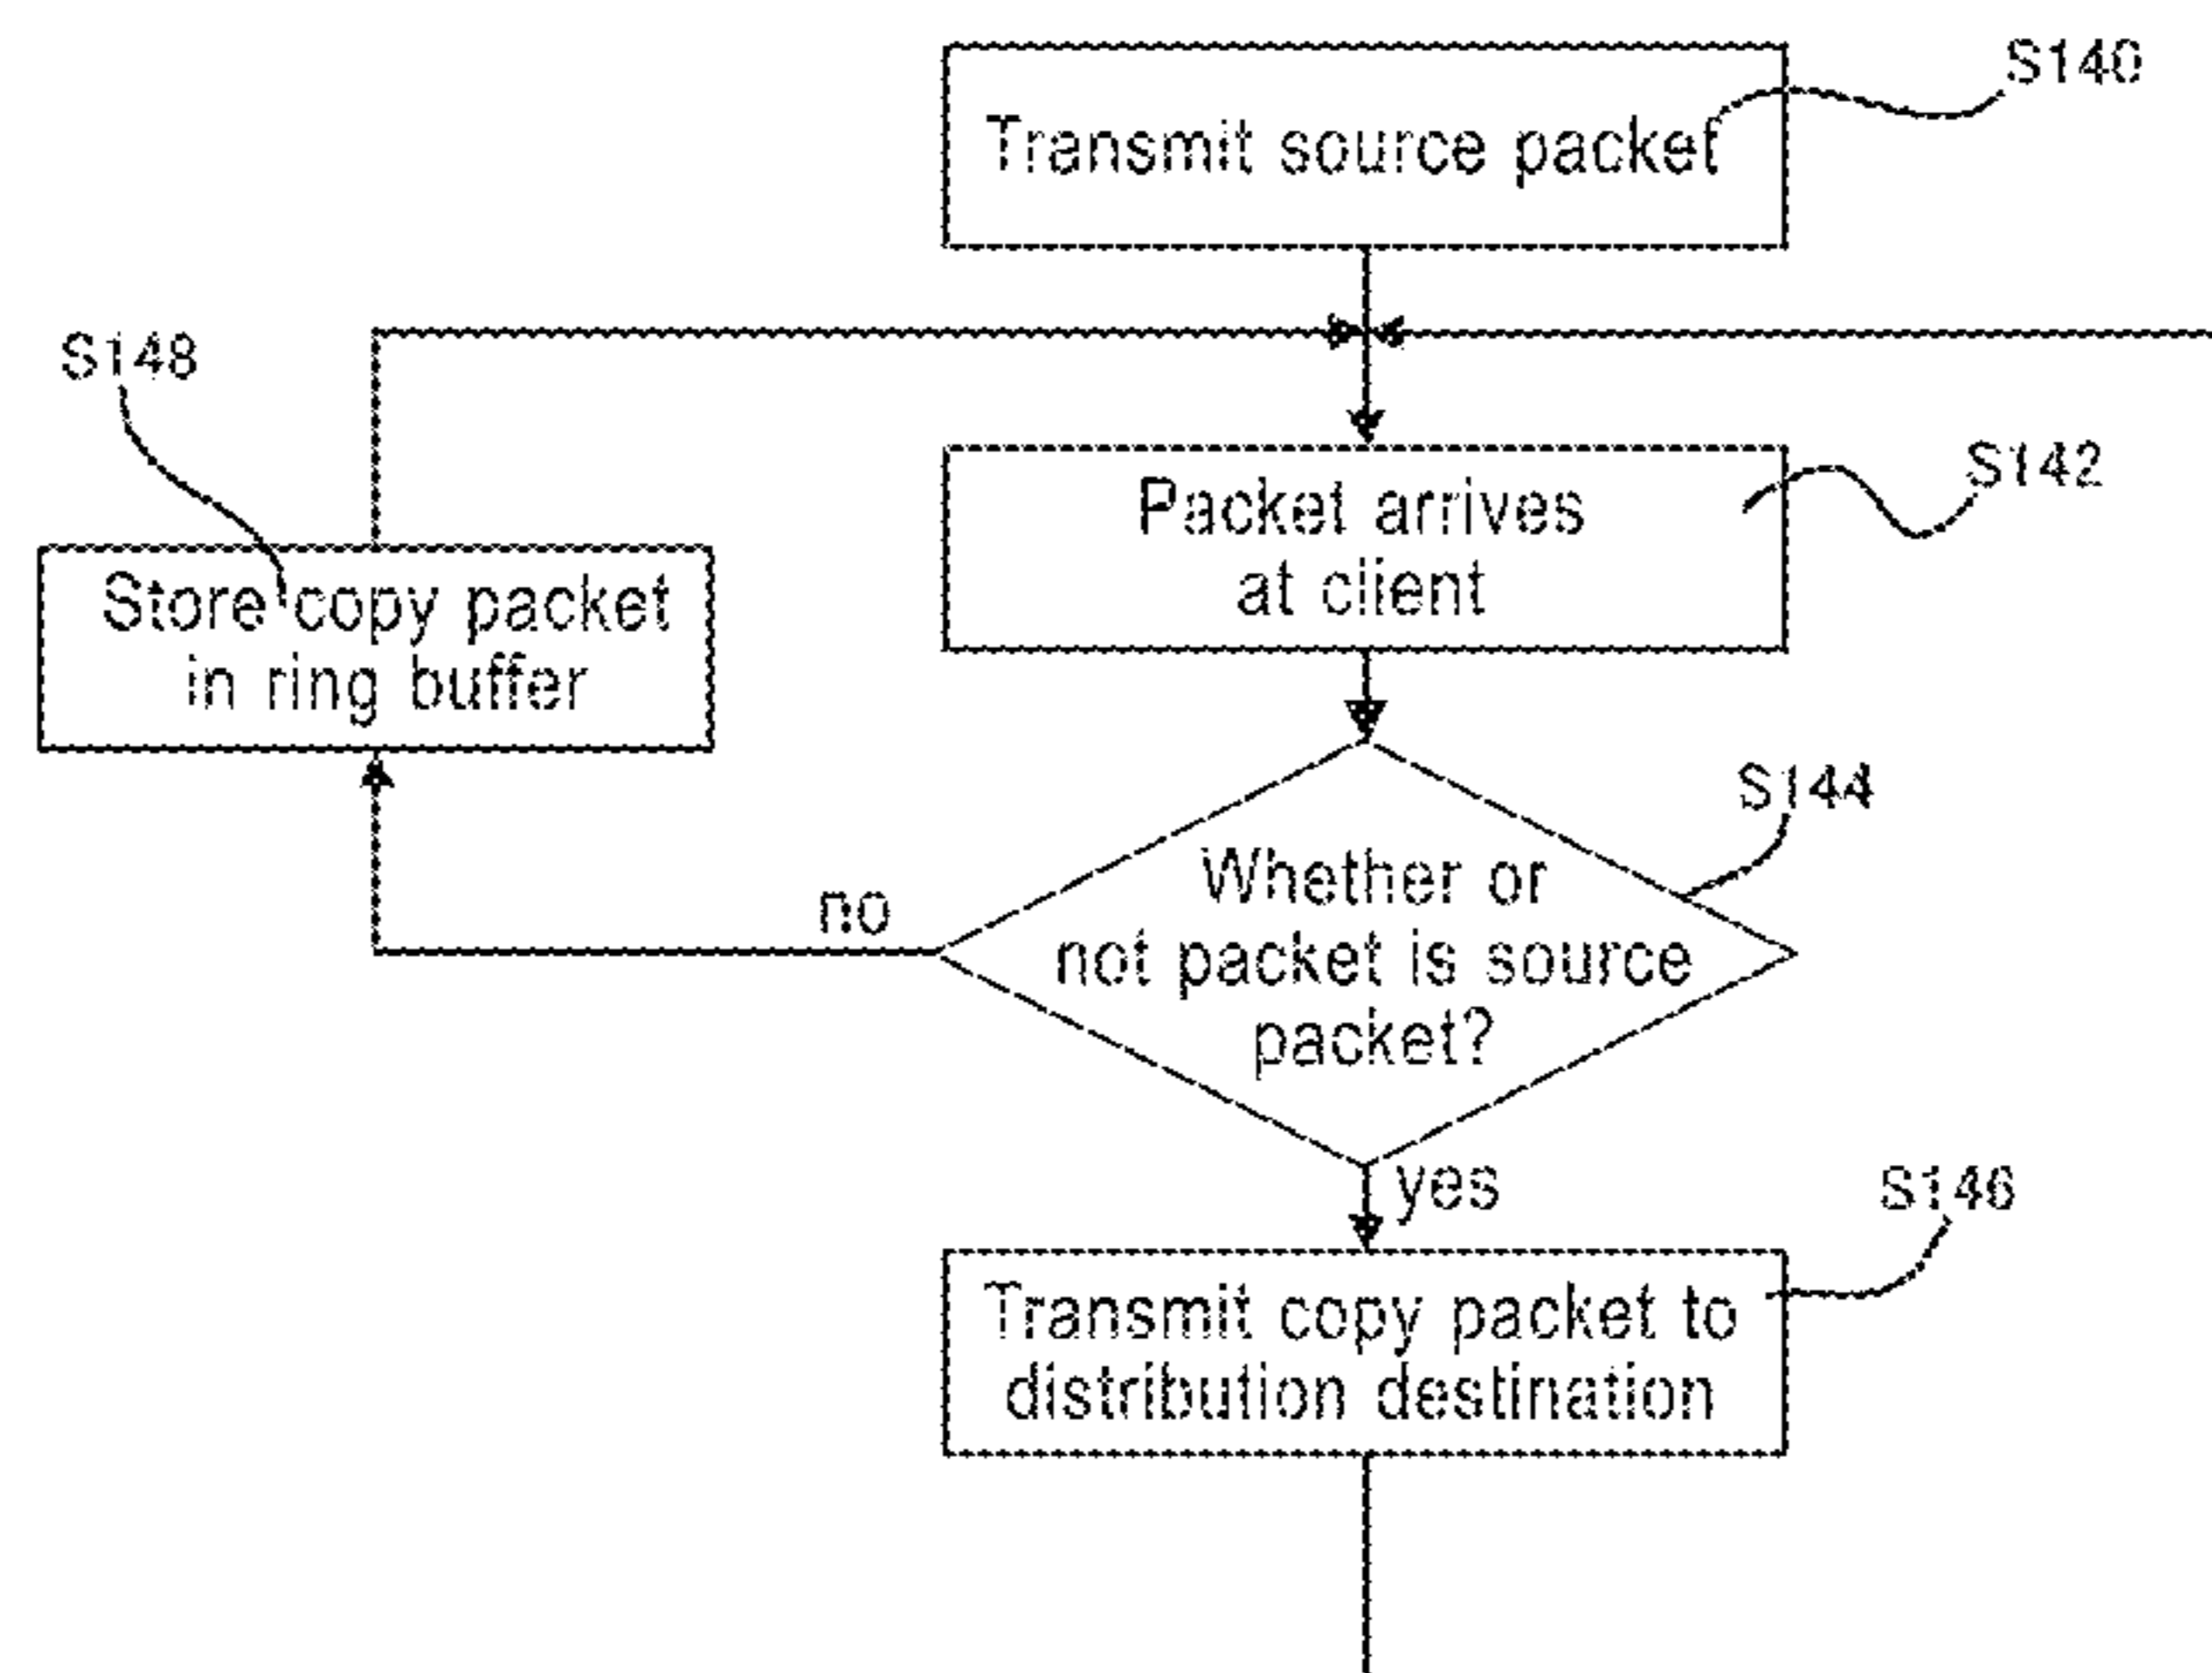 S140
Transmit source packet
S148
S142
Packet arrives
at client
Store copy packet
in ring buffer
S144
Whether or
not packet is source
packet?
no
yes
S146
Transmit copy packet to
distribution destination